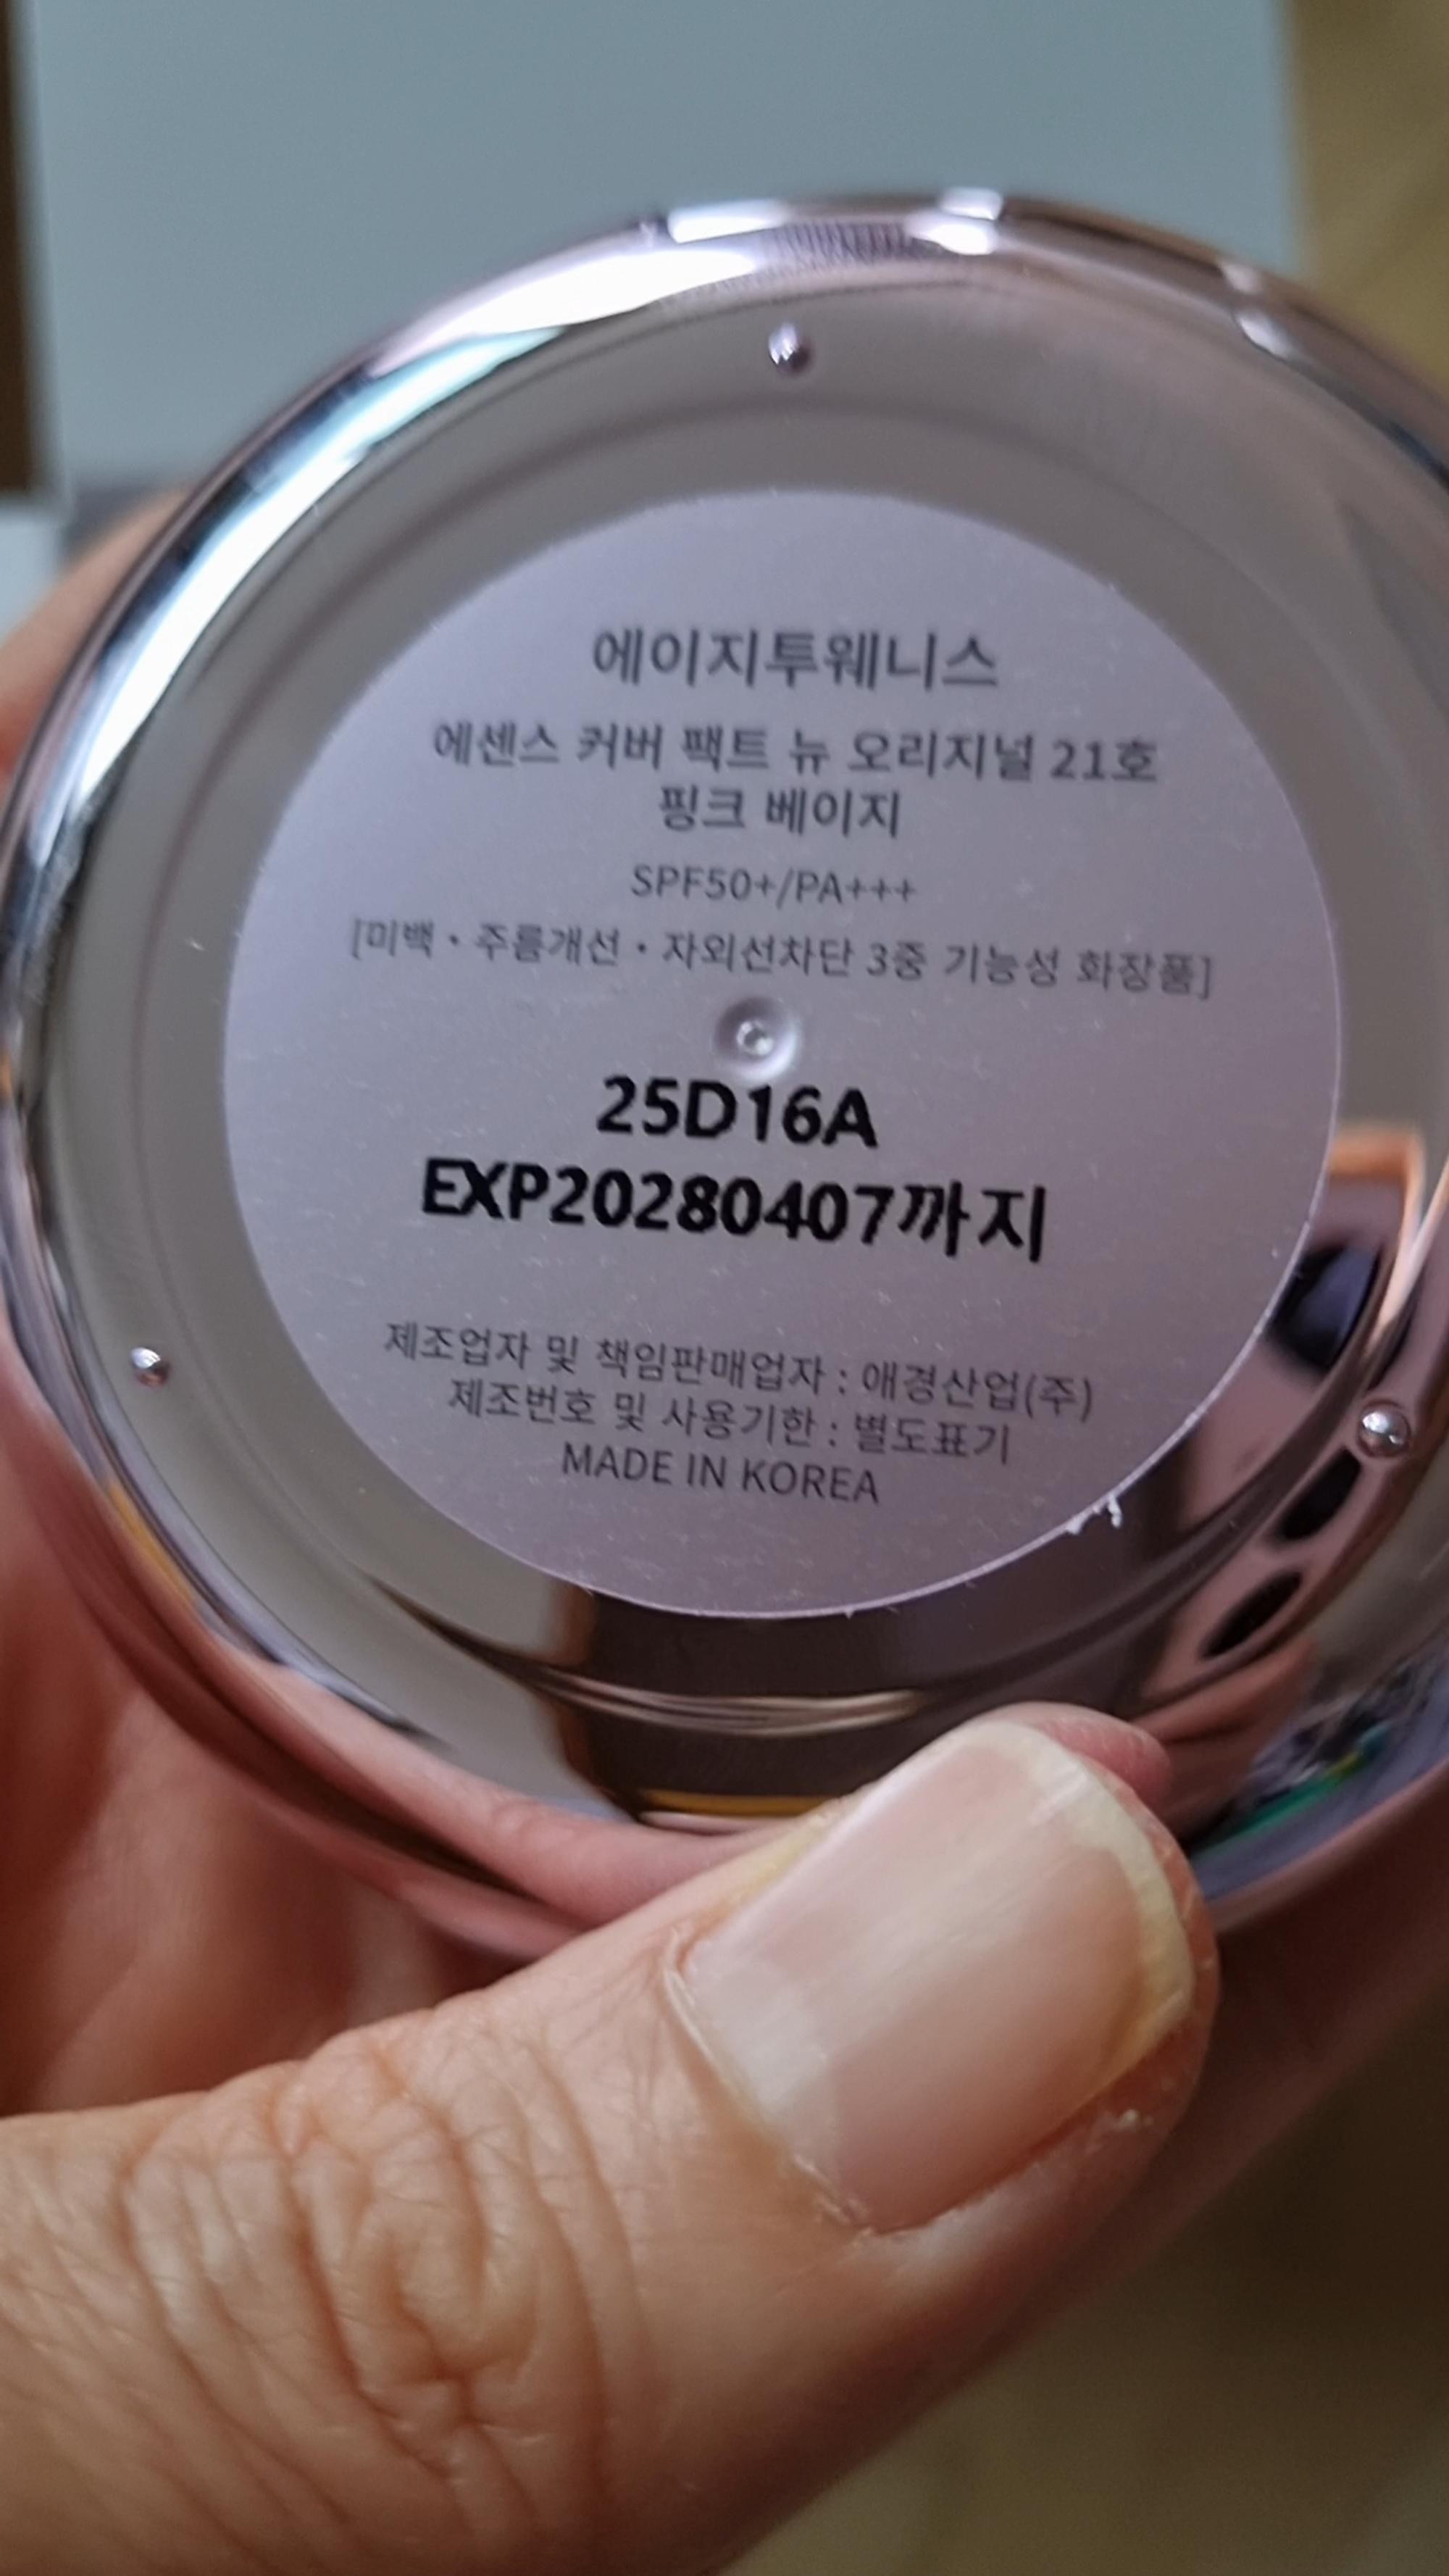 에이지투웨니스
에센스 커버 팩트 뉴 오리지널 21호
핑크 베이지
SPF50+/PA+++
[미백・주름개선・자외선차단 3중 기능성 화장품]
25D16A
EXP20280407까지
제조업자 및 책임판매업자 : 애경산업(주)
제조번호 및 사용기한 : 별도표기
MADE IN KOREA